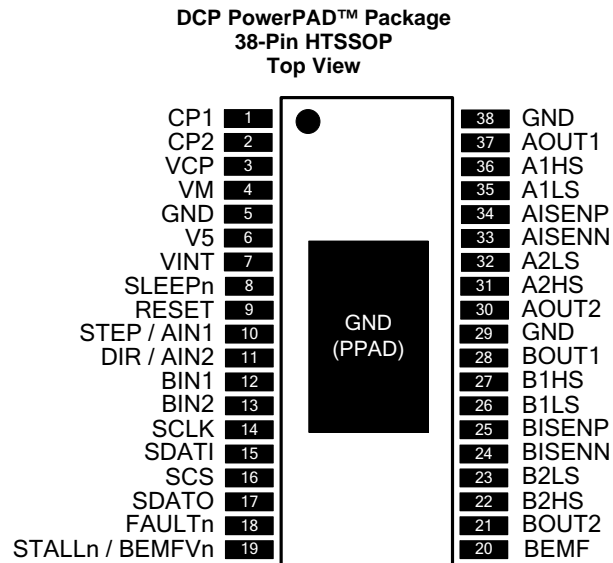 DCP PowerPAD™ Package
38-Pin HTSSOP
Top View
CP1 1
CP2 2
VCP 3
VM 4
GND 5
V5 6
VINT 7
SLEEPn 8
RESET 9
STEP / AIN1 10
DIR / AIN2 11
BIN1 12
BIN2 13
SCLK 14
SDATI 15
SCS 16
SDATO 17
FAULTn 18
STALLn / BEMFVn 19
GND
(PPAD)
38 GND
37 AOUT1
36 A1HS
35 A1LS
34 AISENP
33 AISENN
32 A2LS
31 A2HS
30 AOUT2
29 GND
28 BOUT1
27 B1HS
26 B1LS
25 BISENP
24 BISENN
23 B2LS
22 B2HS
21 BOUT2
20 BEMF